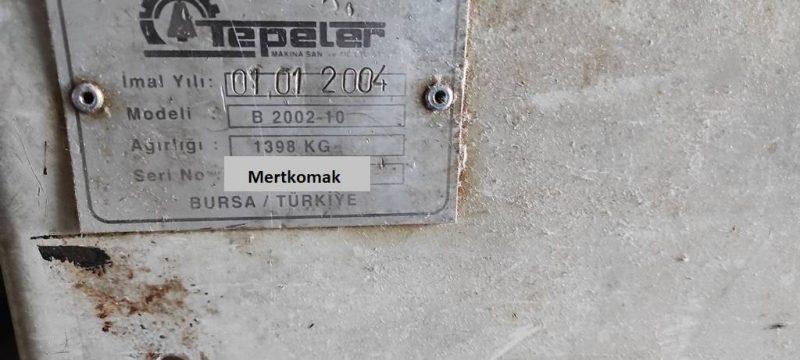 Tepeler
MAKİNA SAN
İmal Yılı: 01.01 2004
Modeli : B 2002-10
Ağırlığı : 1398 KG
Seri No : Mertkomak
BURSA / TÜRKİYE